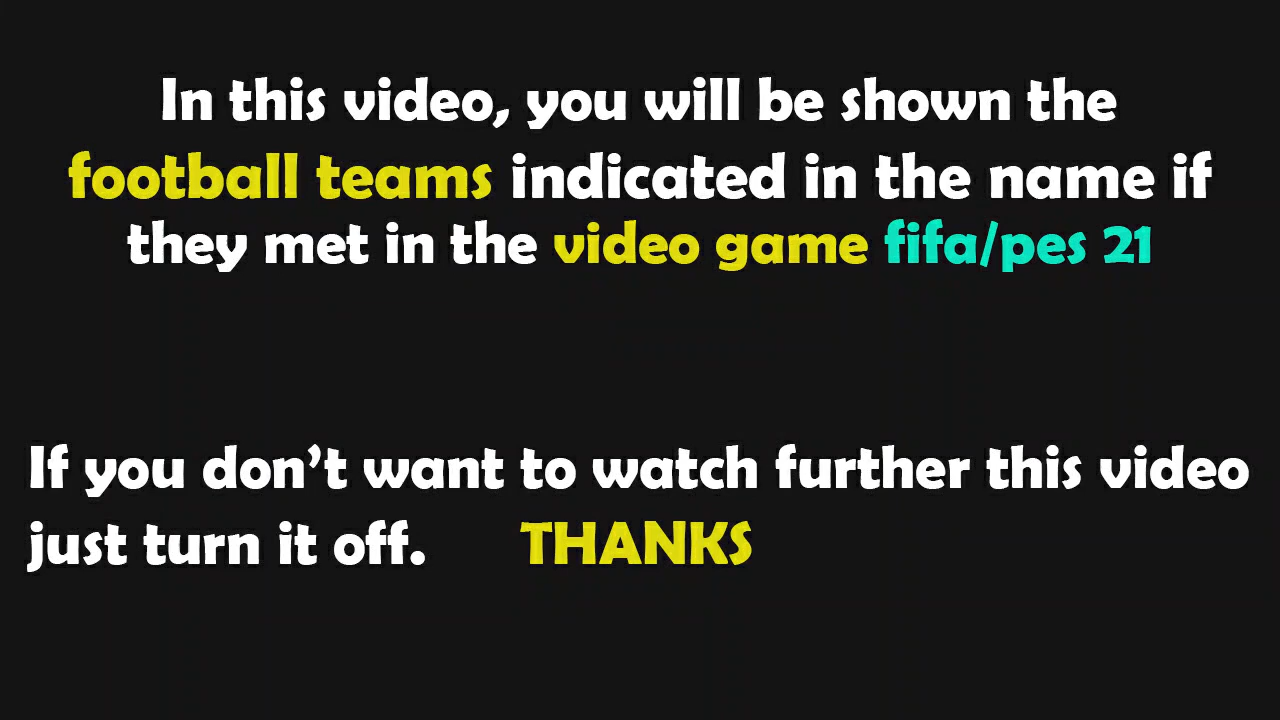 In this video, you will be shown the
football teams indicated in the name if
they met in the video game fifa/pes 21
If you don't want to watch further this video
just turn it off. THANKS